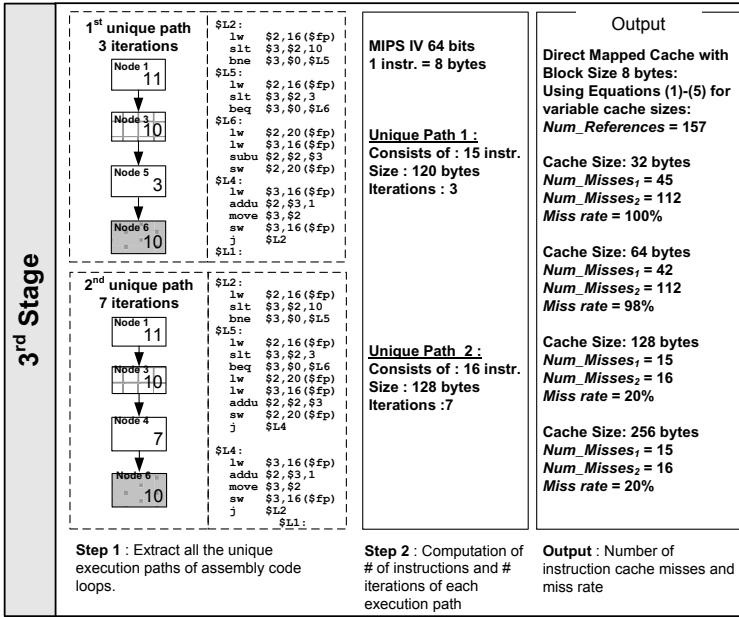 3rd Stage
1st unique path
3 iterations
Node 1
11
Node 3
10
Node 5
3
Node 6
10
$L2:
lw $2,16($fp)
slt $3,$2,10
bne $3,$0,$L5
$L5:
lw $2,16($fp)
slt $3,$2,3
beq $3,$0,$L6
$L6:
lw $2,20($fp)
lw $3,16($fp)
subu $2,$2,$3
sw $2,20($fp)
$L4:
lw $3,16($fp)
addu $2,$3,1
move $3,$2
sw $3,16($fp)
j $L2
$L1:
2nd unique path
7 iterations
Node 1
11
Node 3
10
Node 4
7
Node 6
10
$L2:
lw $2,16($fp)
slt $3,$2,10
bne $3,$0,$L5
$L5:
lw $2,16($fp)
slt $3,$2,3
beq $3,$0,$L6
lw $2,20($fp)
lw $3,16($fp)
addu $2,$2,$3
sw $2,20($fp)
j $L4
$L4:
lw $3,16($fp)
addu $2,$3,1
move $3,$2
sw $3,16($fp)
j $L2
$L1:
Step 1 : Extract all the unique
execution paths of assembly code
loops.
MIPS IV 64 bits
1 instr. = 8 bytes
Unique Path 1 :
Consists of : 15 instr.
Size : 120 bytes
Iterations : 3
Unique Path 2 :
Consists of : 16 instr.
Size : 128 bytes
Iterations :7
Step 2 : Computation of
# of instructions and #
iterations of each
execution path
Output
Direct Mapped Cache with
Block Size 8 bytes:
Using Equations (1)-(5) for
variable cache sizes:
Num_References = 157
Cache Size: 32 bytes
Num_Misses1 = 45
Num_Misses2 = 112
Miss rate = 100%
Cache Size: 64 bytes
Num_Misses1 = 42
Num_Misses2 = 112
Miss rate = 98%
Cache Size: 128 bytes
Num_Misses1 = 15
Num_Misses2 = 16
Miss rate = 20%
Cache Size: 256 bytes
Num_Misses1 = 15
Num_Misses2 = 16
Miss rate = 20%
Output : Number of
instruction cache misses and
miss rate